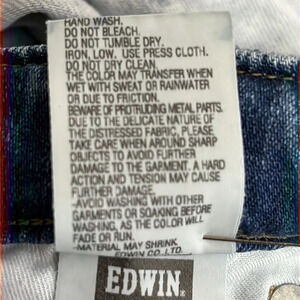 HAND WASH.
DO NOT BLEACH.
DO NOT TUMBLE DRY.
IRON, LOW, USE PRESS CLOTH.
DO NOT DRY CLEAN.
THE COLOR MAY TRANSFER WHEN
WET WITH SWEAT OR RAINWATER
OR DUE TO FRICTION.
BEWARE OF PROTRUDING METAL PARTS.
DUE TO THE DELICATE NATURE OF
THE DISTRESSED FABRIC, PLEASE
TAKE CARE WHEN AROUND SHARP
OBJECTS TO AVOID FURTHER
DAMAGE TO THE GARMENT. A HARD
ACTION AND TENSION MAY CAUSE
FURTHER DAMAGE.
-AVOID WASHING WITH OTHER
GARMENTS OR SOAKING BEFORE
WASHING, AS THE COLOR WILL
FADE OR RUN.
-MATERIAL MAY SHRINK.
EDWIN CO.,LTD.
EDWIN